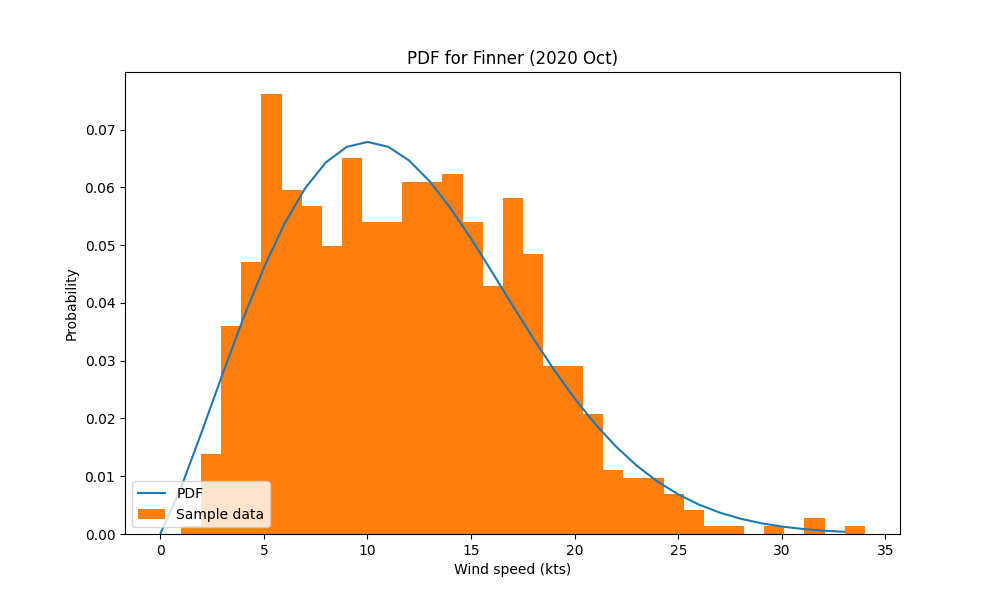 PDF for Finner (2020 Oct)
Probability
0.07
0.06
0.05
0.04
0.03
0.02
0.01
0.00
PDF
Sample data
0 5 10 15 20 25 30 35
Wind speed (kts)